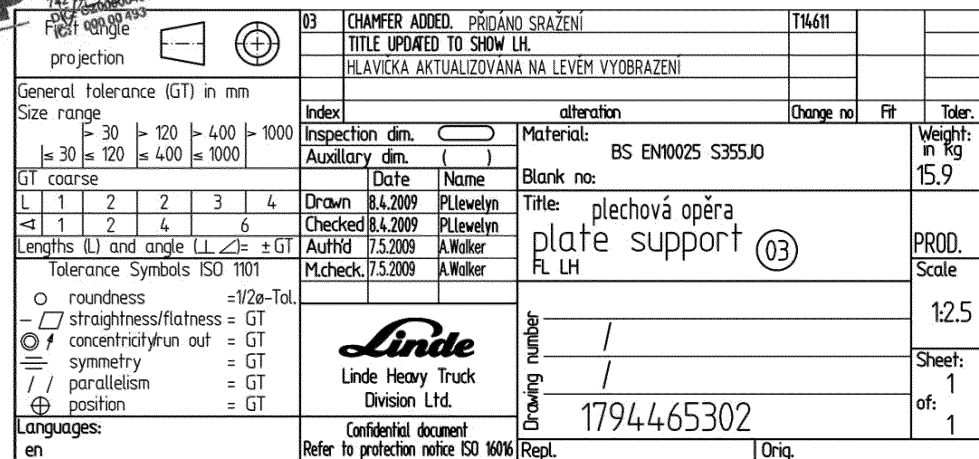 First angle
projection
General tolerance (GT) in mm
Size range
> 30 > 120 > 400 > 1000
≤ 30 ≤ 120 ≤ 400 ≤ 1000
GT coarse
L 1 2 2 3 4
1 2 4 6
Lengths (L) and angle (⊥ ∠)= ±GT
Tolerance Symbols ISO 1101
roundness =1/2ø-Tol.
straightness/flatness = GT
concentricity/run out = GT
symmetry = GT
parallelism = GT
position = GT
Languages:
en
03 CHAMFER ADDED. PŘIDÁNO SRAŽENÍ T14611
TITLE UPDATED TO SHOW LH.
HLAVIČKA AKTUALIZOVÁNA NA LEVÉM VYOBRAZENÍ
Index alteration Change no Fit Toler.
Inspection dim.
Auxillary dim. ( )
Date Name
Drawn 8.4.2009 P.Llewelyn
Checked 8.4.2009 P.Llewelyn
Auth'd 7.5.2009 A.Walker
M.check. 7.5.2009 A.Walker
Linde
Linde Heavy Truck
Division Ltd.
Confidential document
Refer to protection notice ISO 16016
Material:
BS EN10025 S355JO
Blank no:
Title:
plechová opěra
plate support 03
FL LH
Drawing number
/
/
1794465302
Repl. Orig.
Weight:
in kg
15.9
PROD.
Scale
1:2.5
Sheet:
1
of:
1